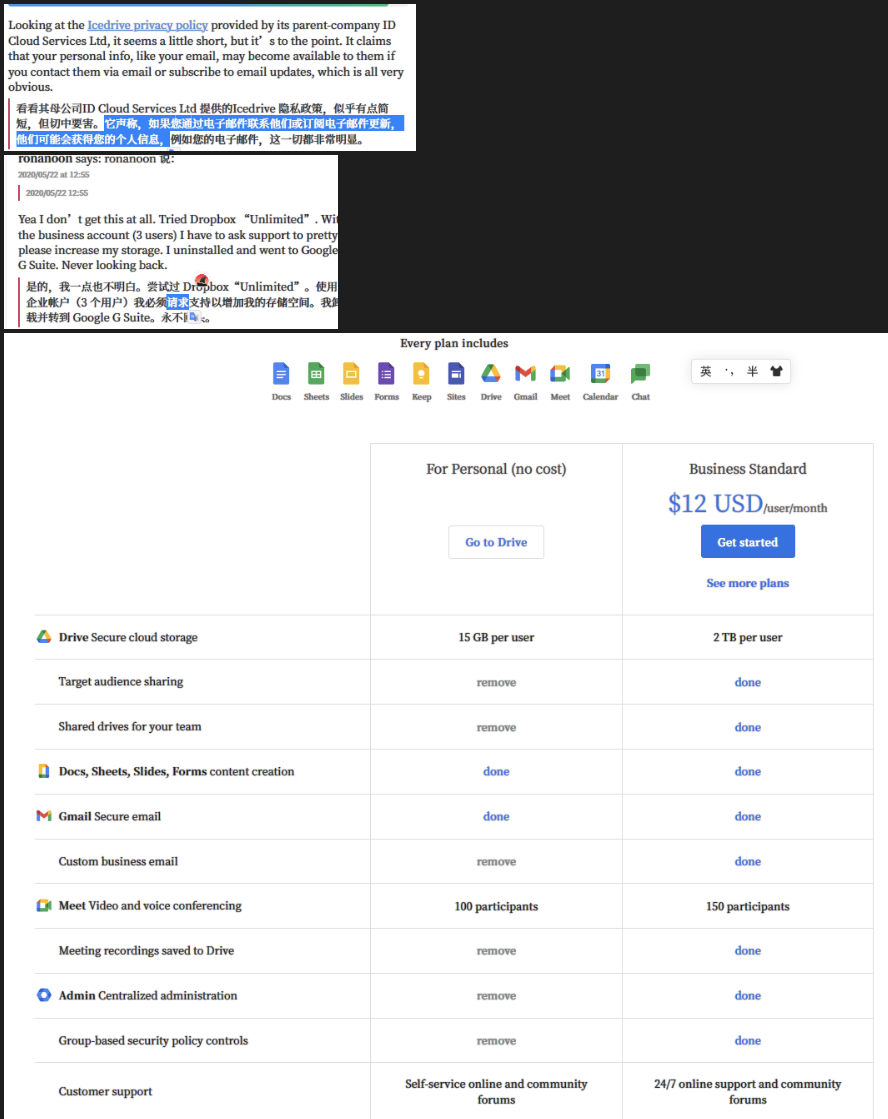 Looking at the Icedrive privacy policy provided by its parent-company ID
Cloud Services Ltd, it seems a little short, but it's to the point. It claims
that your personal info, like your email, may become available to them if
you contact them via email or subscribe to email updates, which is all very
obvious.
看看其母公司ID Cloud Services Ltd 提供的Icedrive 隐私政策，似乎有点简
短，但切中要害。它声称，如果您通过电子邮件联系他们或订阅电子邮件更新，
他们可能会获得您的个人信息，例如您的电子邮件，这一切都非常明显。
ronanoon says: ronanoon 说:
2020/05/22 at 12:55
2020/05/22 12:55
Yea I don't get this at all. Tried Dropbox “Unlimited”. Wit
the business account (3 users) I have to ask support to pretty
please increase my storage. I uninstalled and went to Google
G Suite. Never looking back.
是的，我一点也不明白。尝试过 Dropbox“Unlimited”。使用
企业帐户（3 个用户）我必须请求支持以增加我的存储空间。我卸
载并转到 Google G Suite。永不
Every plan includes
Docs Sheets Slides Forms Keep Sites Drive Gmail Meet Calendar Chat
31
英 ·, 半
For Personal (no cost) Business Standard
$12 USD/user/month
Go to Drive Get started
See more plans
Drive Secure cloud storage 15 GB per user 2 TB per user
Target audience sharing remove done
Shared drives for your team remove done
Docs, Sheets, Slides, Forms content creation done done
Gmail Secure email done done
Custom business email remove done
Meet Video and voice conferencing 100 participants 150 participants
Meeting recordings saved to Drive remove done
Admin Centralized administration remove done
Group-based security policy controls remove done
Customer support Self-service online and community forums 24/7 online support and community forums